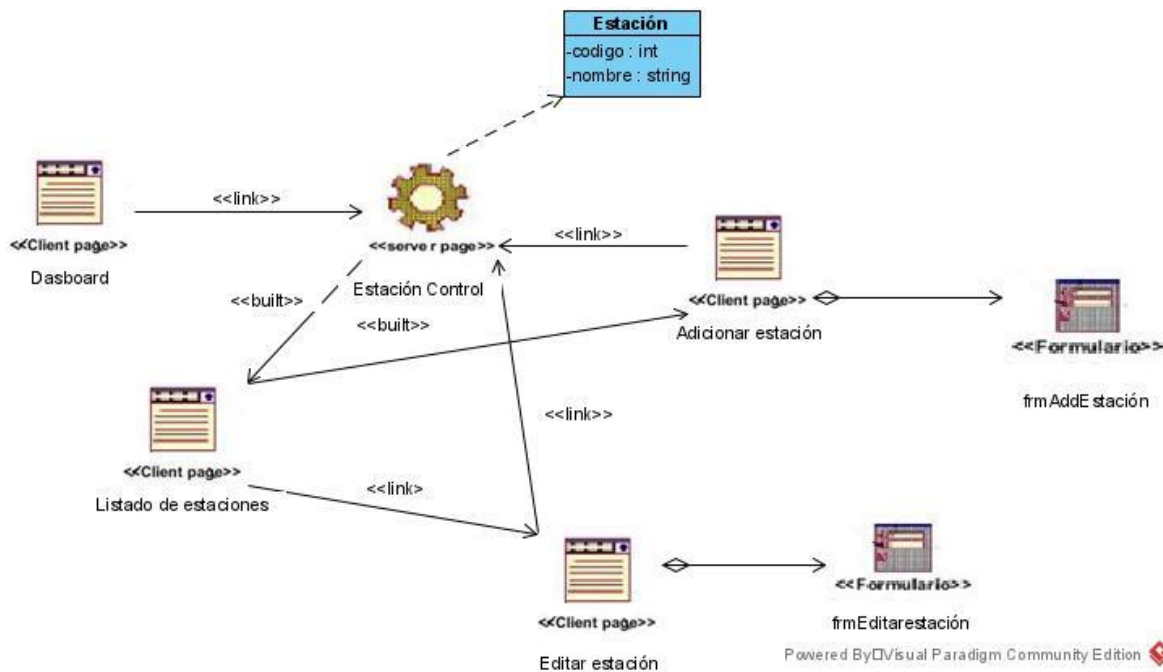 Estación
-codigo : int
-nombre : string
<<link>>
<<Client page>>
Dasboard
<<server page>>
Estación Control
<<link>>
<<Client page>>
Adicionar estación
<<built>>
<<built>>
<<Formulario>>
frmAddEstación
<<link>>
<<Client page>>
Listado de estaciones
<<link>
<<Client page>>
Editar estación
<<Formulario>>
frmEditarestación
Powered By Visual Paradigm Community Edition